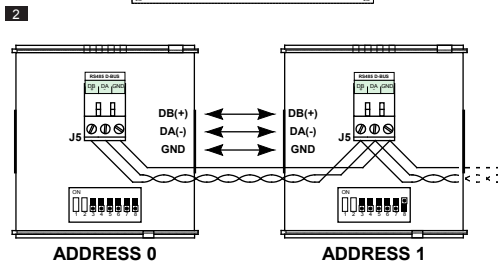 2
RS485 D-BUS
DB DA GND
+ -
J5
DB(+)
DA(-)
GND
ON
1 2 3 4 5 6 7 8
ADDRESS 0
RS485 D-BUS
DB DA GND
+ -
DB(+)
DA(-)
GND
J5
ON
1 2 3 4 5 6 7 8
ADDRESS 1